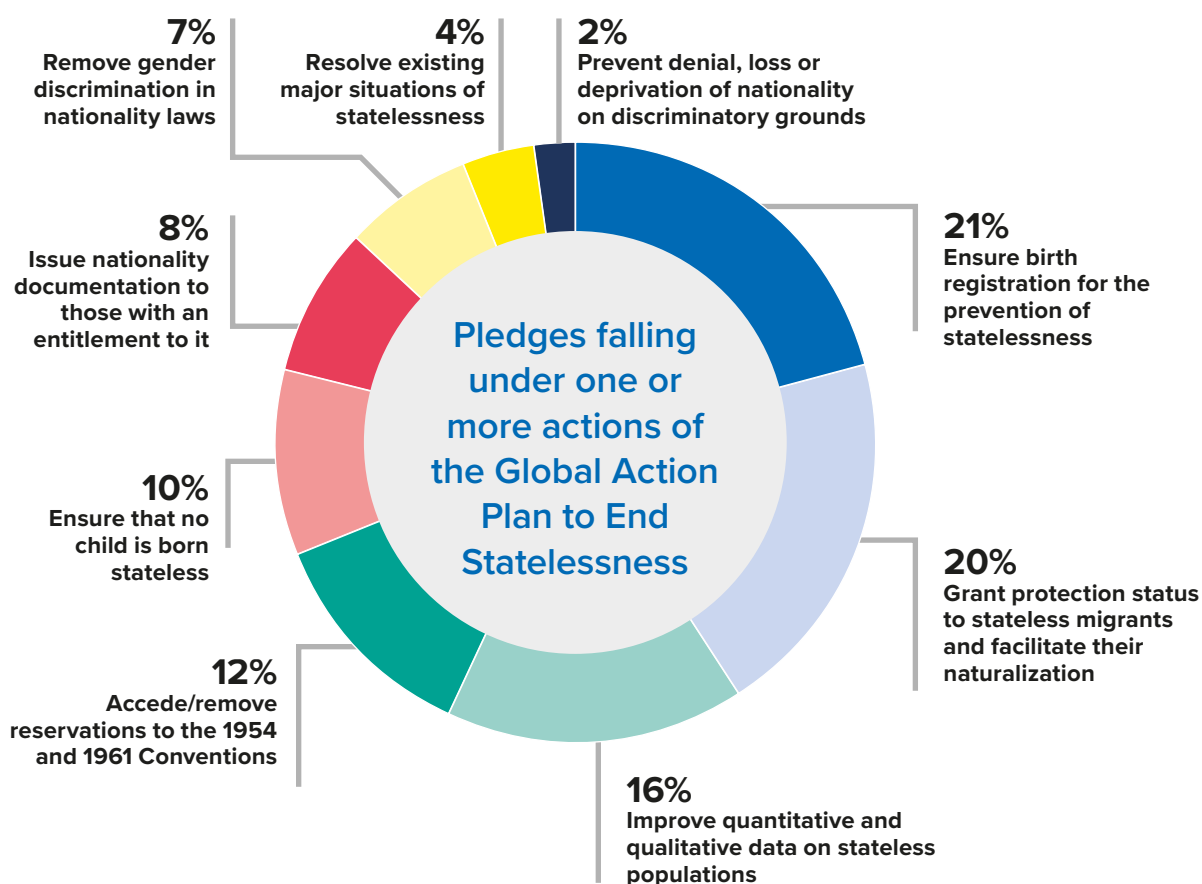 7%
Remove gender
discrimination in
nationality laws
4%
Resolve existing
major situations of
statelessness
2%
Prevent denial, loss or
deprivation of nationality
on discriminatory grounds
21%
Ensure birth
registration for the
prevention of
statelessness
20%
Grant protection status
to stateless migrants
and facilitate their
naturalization
16%
Improve quantitative and
qualitative data on stateless
populations
12%
Accede/remove
reservations to the 1954
and 1961 Conventions
10%
Ensure that no
child is born
stateless
8%
Issue nationality
documentation to
those with an
entitlement to it
Pledges falling
under one or
more actions of
the Global Action
Plan to End
Statelessness